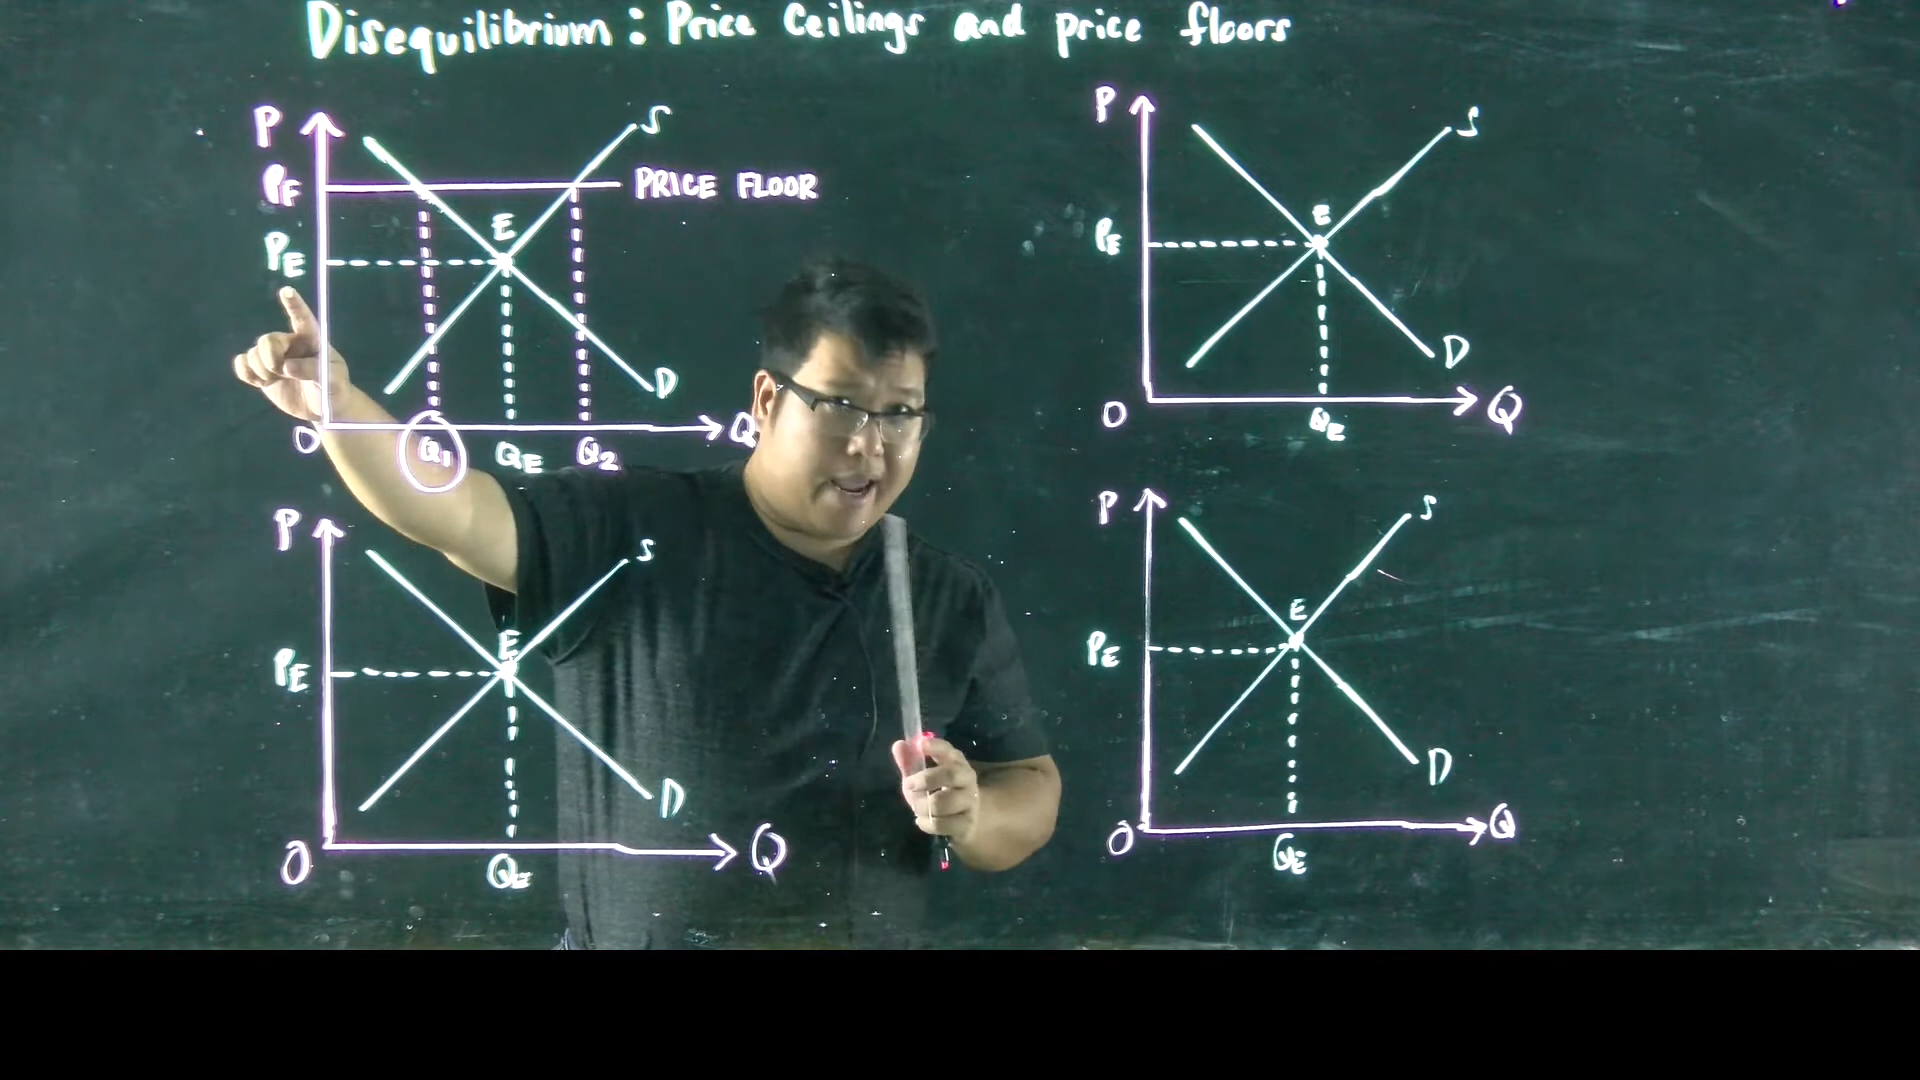 Disequilibrium: Price Ceilings and price floors
P
S
PF
PRICE FLOOR
E
PE
D
O
Q1
QE
Q2
Q
P
S
E
PE
D
O
QE
Q
P
S
E
PE
D
O
QE
Q
P
S
E
PE
D
O
QE
Q